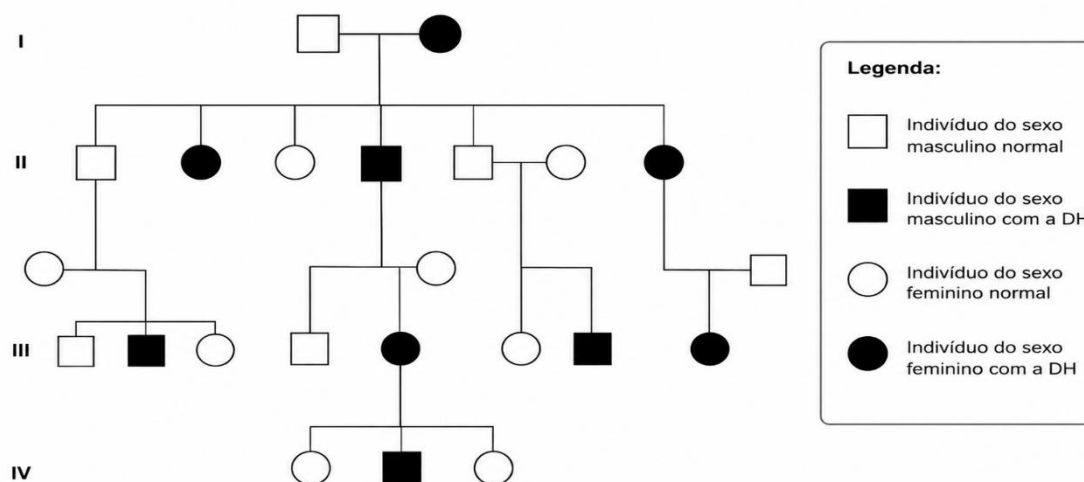 I
II
III
IV
Legenda:
Indivíduo do sexo
masculino normal
Indivíduo do sexo
masculino com a DH
Indivíduo do sexo
feminino normal
Indivíduo do sexo
feminino com a DH